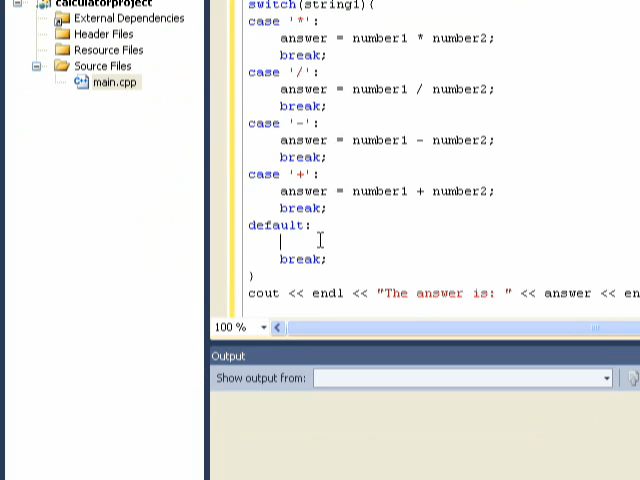 calculatorproject
External Dependencies
Header Files
Resource Files
Source Files
main.cpp
switch(string1){
case '*':
answer = number1 * number2;
break;
case '/':
answer = number1 / number2;
break;
case '-':
answer = number1 - number2;
break;
case '+':
answer = number1 + number2;
break;
default:
break;
}
cout << endl << "The answer is: " << answer << en
100 %
Output
Show output from: